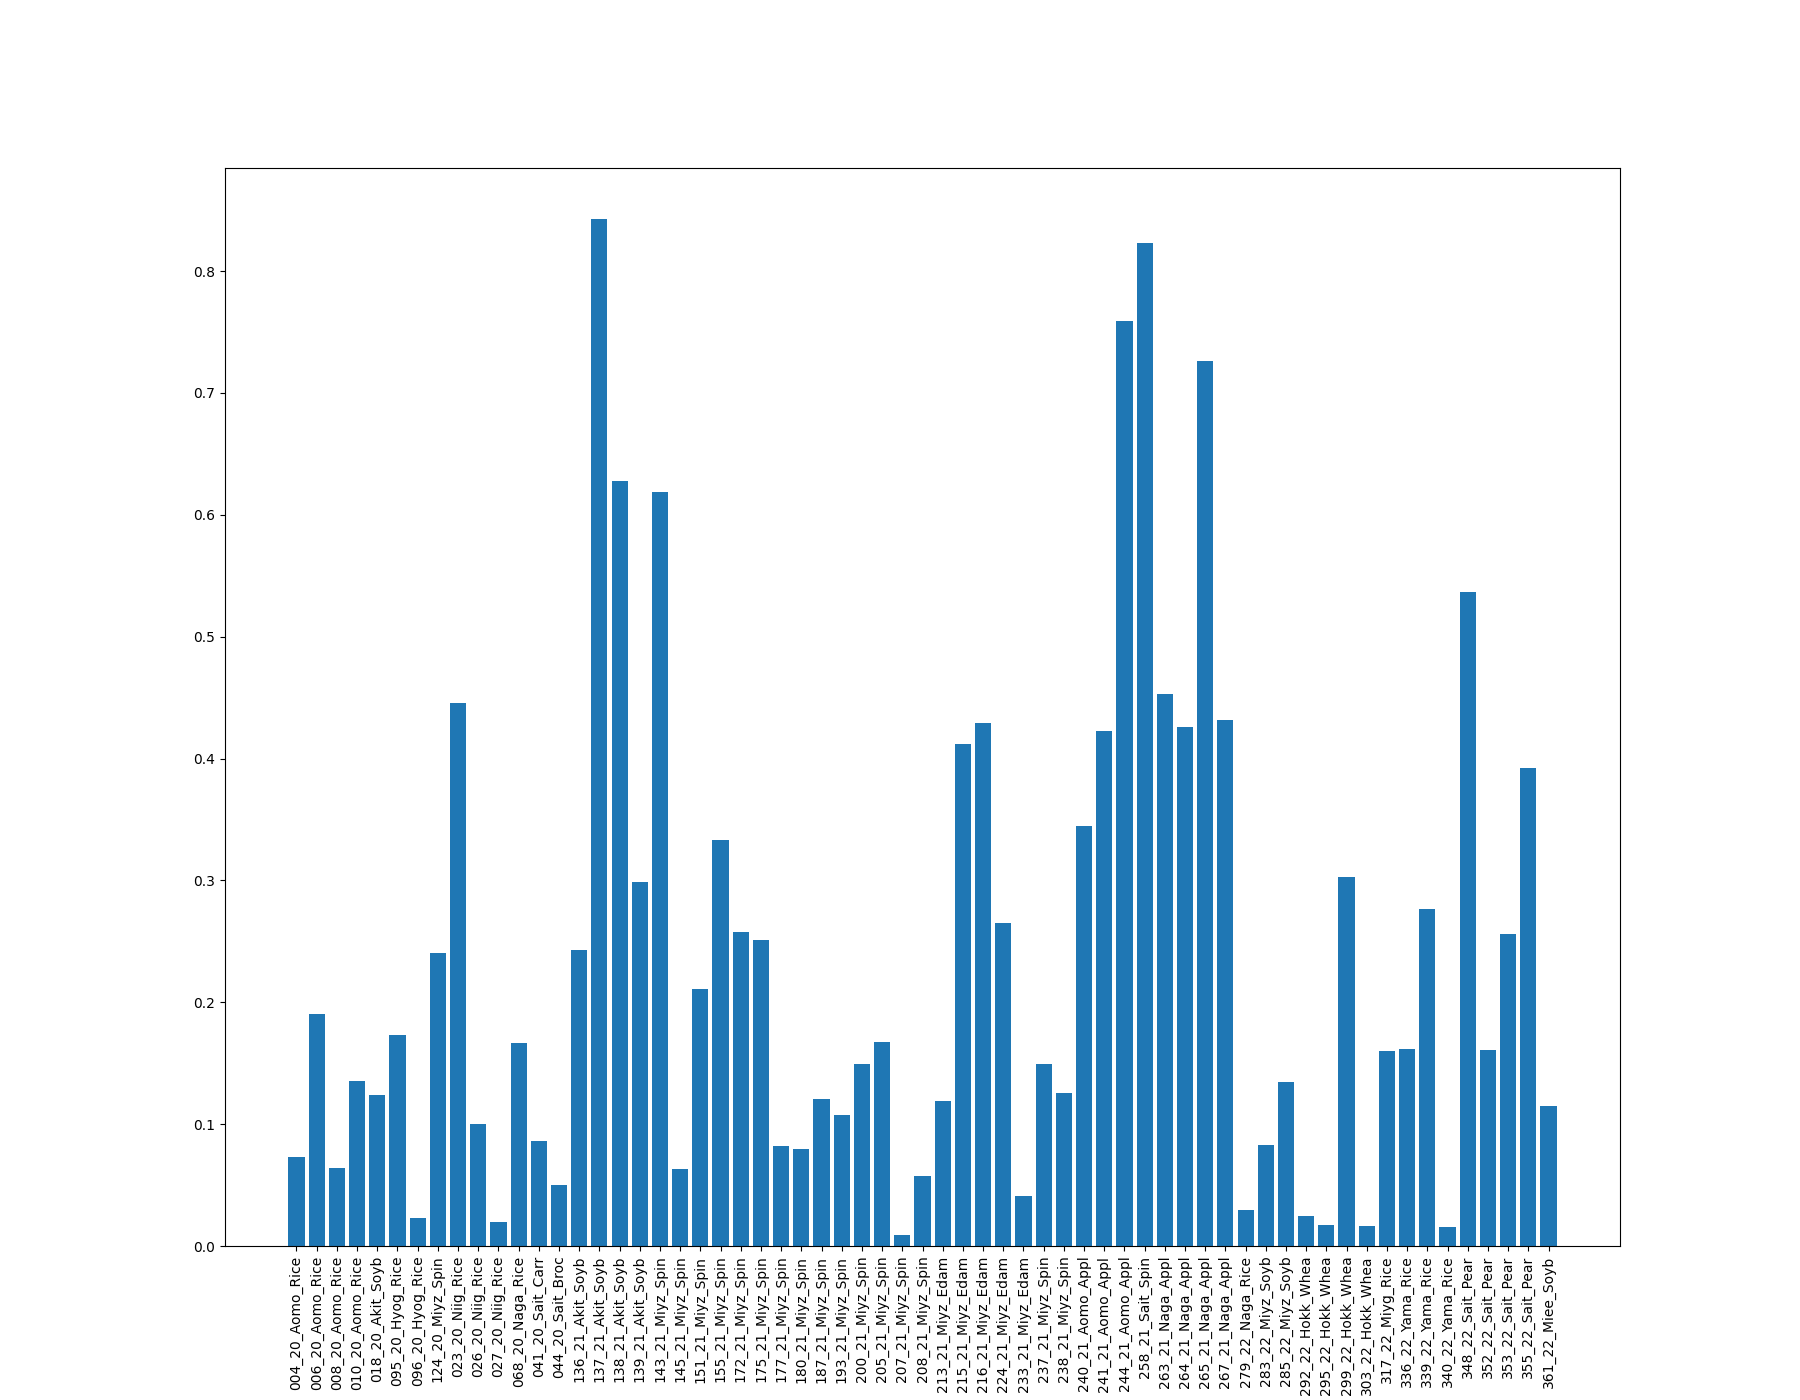 0.8
0.7
0.6
0.5
0.4
0.3
0.2
0.1
0.0
004_20_Aomo_Rice
006_20_Aomo_Rice
008_20_Aomo_Rice
010_20_Aomo_Rice
018_20_Akit_Soyb
095_20_Hyog_Rice
096_20_Hyog_Rice
124_20_Miyz_Spin
023_20_Niig_Rice
026_20_Niig_Rice
027_20_Niig_Rice
068_20_Naga_Rice
041_20_Sait_Carr
044_20_Sait_Broc
136_21_Akit_Soyb
137_21_Akit_Soyb
138_21_Akit_Soyb
139_21_Akit_Soyb
143_21_Miyz_Spin
145_21_Miyz_Spin
151_21_Miyz_Spin
155_21_Miyz_Spin
172_21_Miyz_Spin
175_21_Miyz_Spin
177_21_Miyz_Spin
180_21_Miyz_Spin
187_21_Miyz_Spin
193_21_Miyz_Spin
200_21_Miyz_Spin
205_21_Miyz_Spin
207_21_Miyz_Spin
208_21_Miyz_Spin
213_21_Miyz_Edam
215_21_Miyz_Edam
216_21_Miyz_Edam
224_21_Miyz_Edam
233_21_Miyz_Edam
237_21_Miyz_Spin
238_21_Miyz_Spin
240_21_Aomo_Appl
241_21_Aomo_Appl
244_21_Aomo_Appl
258_21_Sait_Spin
263_21_Naga_Appl
264_21_Naga_Appl
265_21_Naga_Appl
267_21_Naga_Appl
279_22_Naga_Rice
283_22_Miyz_Soyb
285_22_Miyz_Soyb
292_22_Hokk_Whea
295_22_Hokk_Whea
299_22_Hokk_Whea
303_22_Hokk_Whea
317_22_Miyg_Rice
336_22_Yama_Rice
339_22_Yama_Rice
340_22_Yama_Rice
348_22_Sait_Pear
352_22_Sait_Pear
353_22_Sait_Pear
355_22_Sait_Pear
361_22_Miee_Soyb